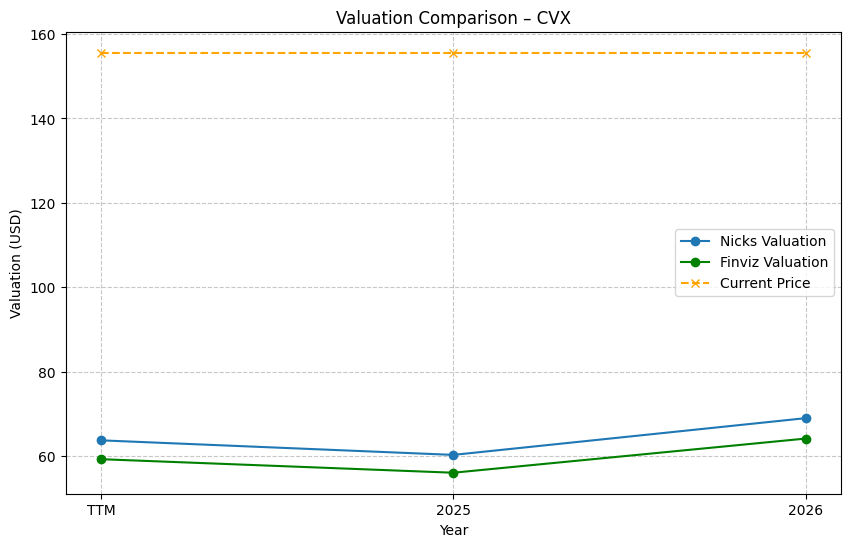 Valuation Comparison – CVX
Valuation (USD)
160
140
120
100
80
60
Nicks Valuation
Finviz Valuation
Current Price
TTM
2025
2026
Year